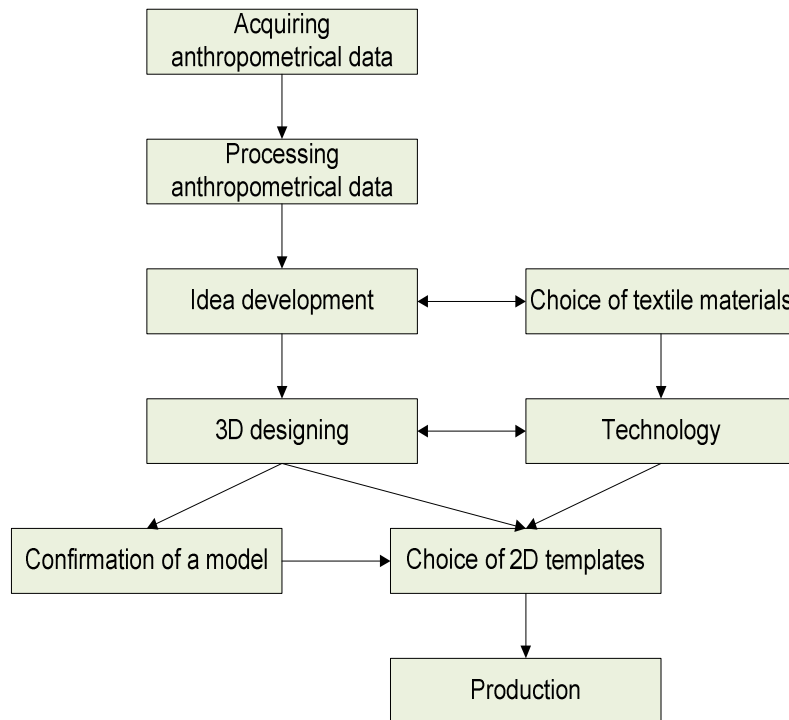 Acquiring
anthropometrical data
Processing
anthropometrical data
Idea development
Choice of textile materials
3D designing
Technology
Confirmation of a model
Choice of 2D templates
Production